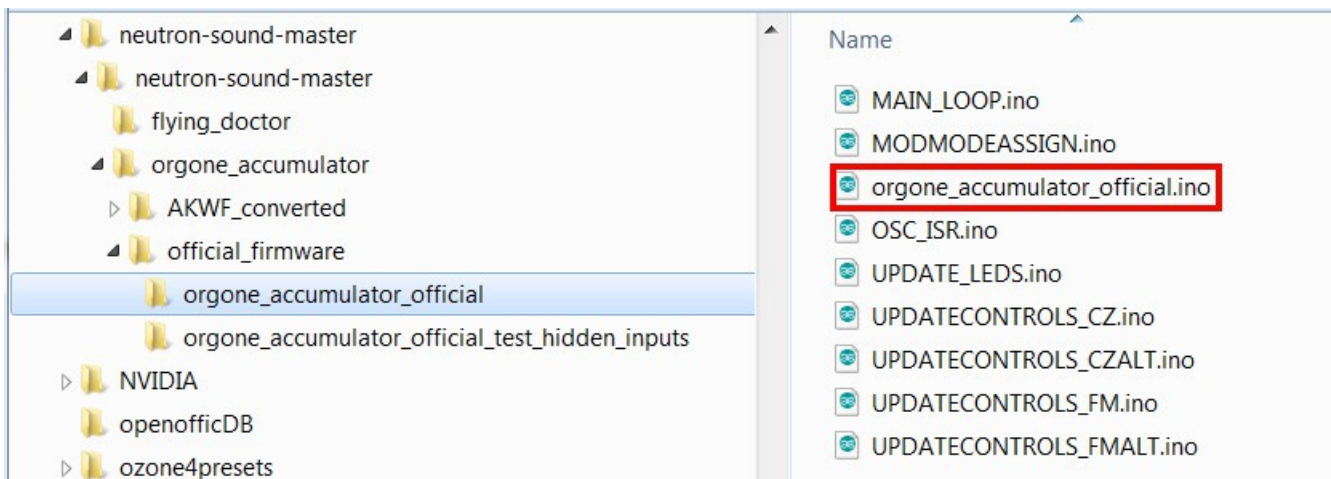 neutron-sound-master
neutron-sound-master
flying_doctor
orgone_accumulator
AKWF_converted
official_firmware
orgone_accumulator_official
orgone_accumulator_official_test_hidden_inputs
NVIDIA
openofficDB
ozone4presets
Name
MAIN_LOOP.ino
MODMODEASSIGN.ino
orgone_accumulator_official.ino
OSC_ISR.ino
UPDATE_LEDS.ino
UPDATECONTROLS_CZ.ino
UPDATECONTROLS_CZALT.ino
UPDATECONTROLS_FM.ino
UPDATECONTROLS_FMALT.ino